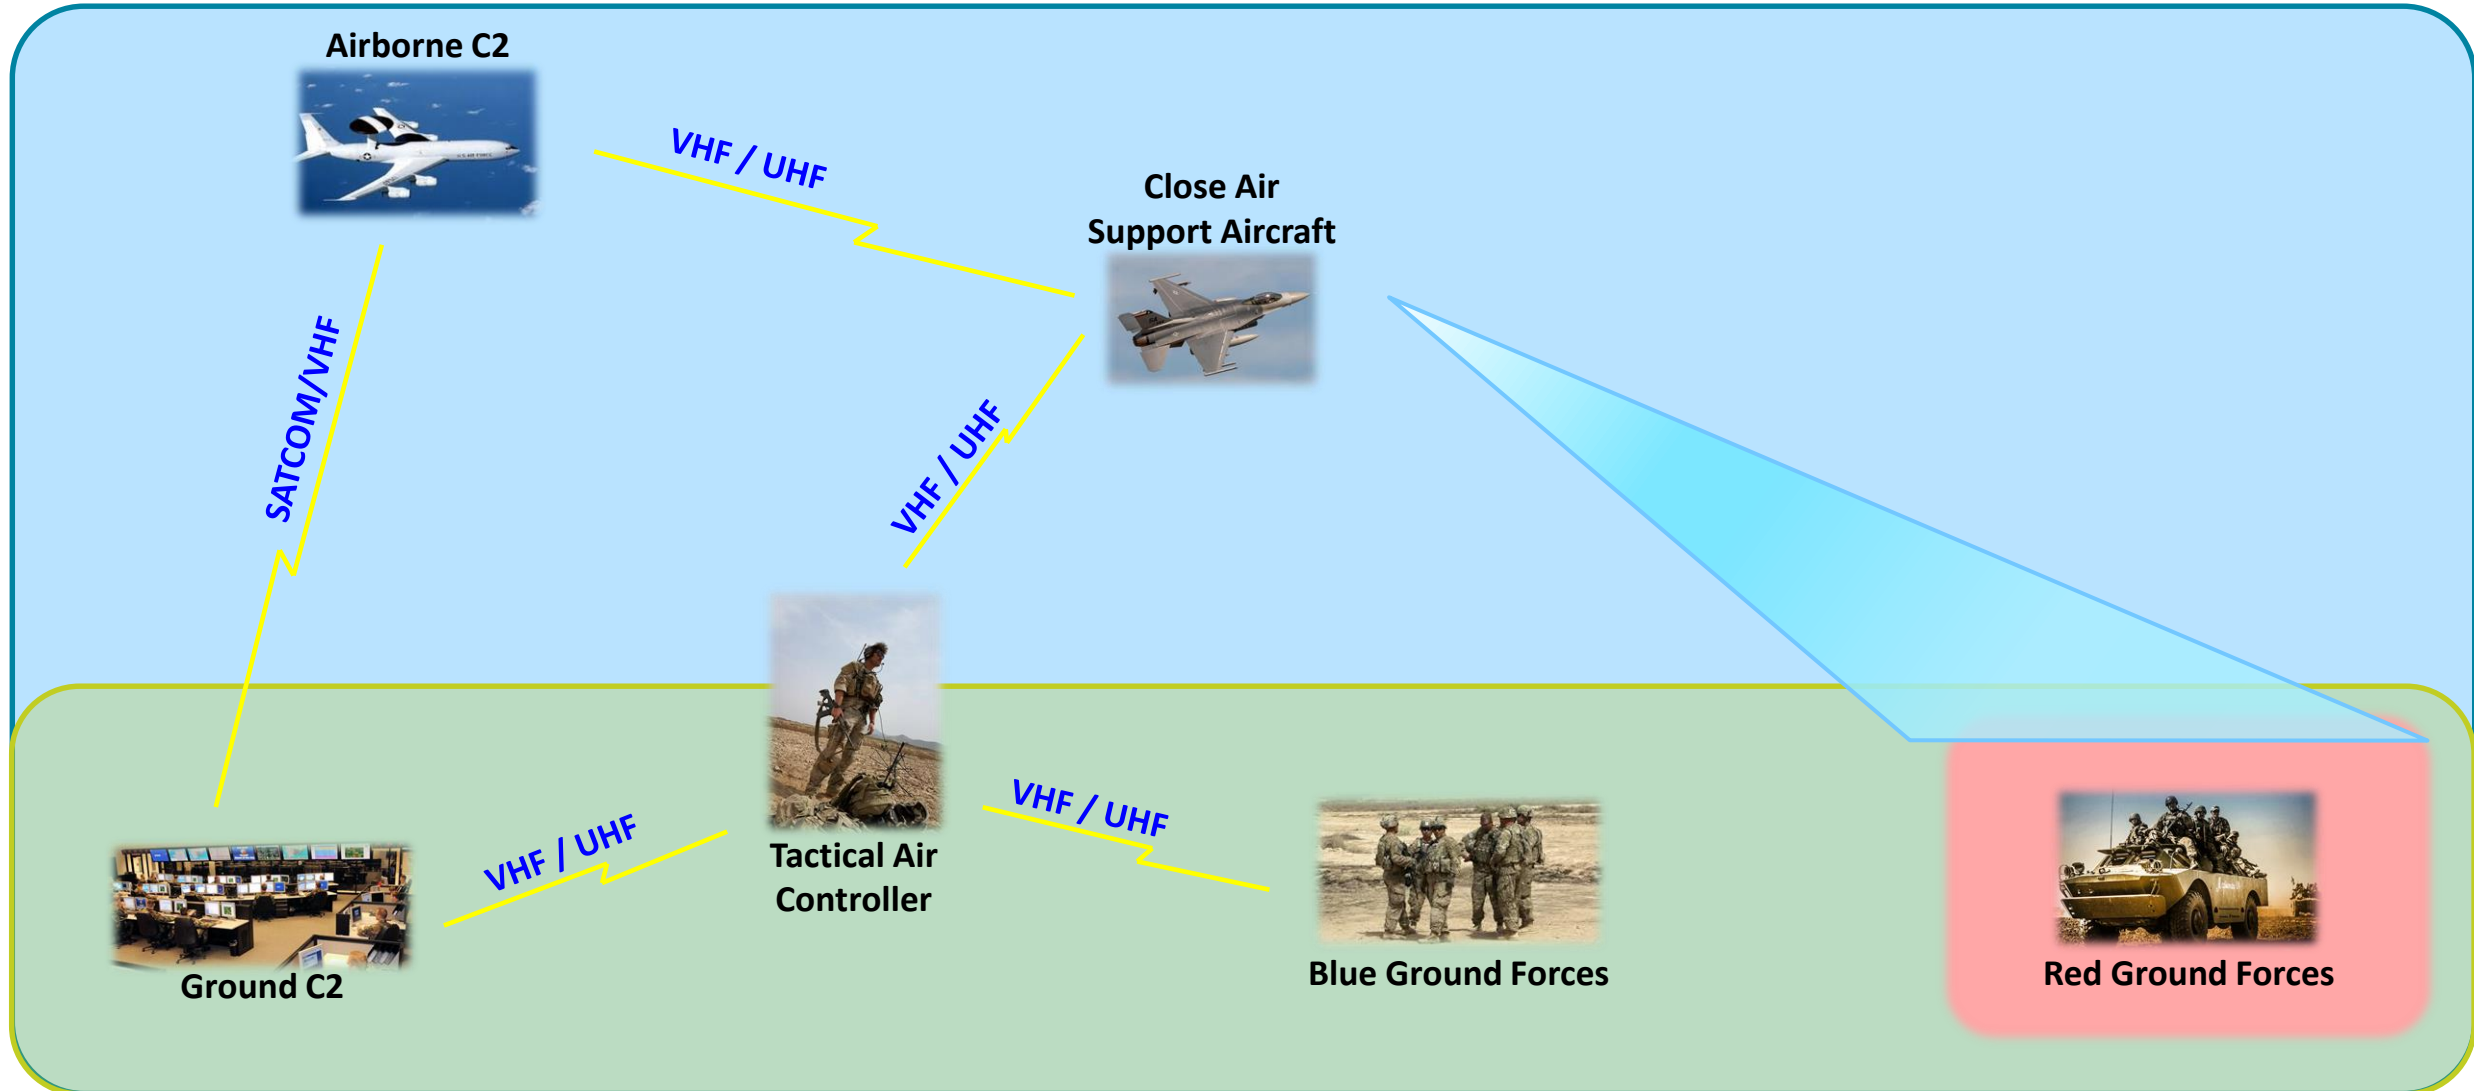 Airborne C2
VHF / UHF
Close Air
Support Aircraft
SATCOM/VHF
VHF / UHF
VHF / UHF
Tactical Air
Controller
VHF / UHF
Ground C2
Blue Ground Forces
Red Ground Forces